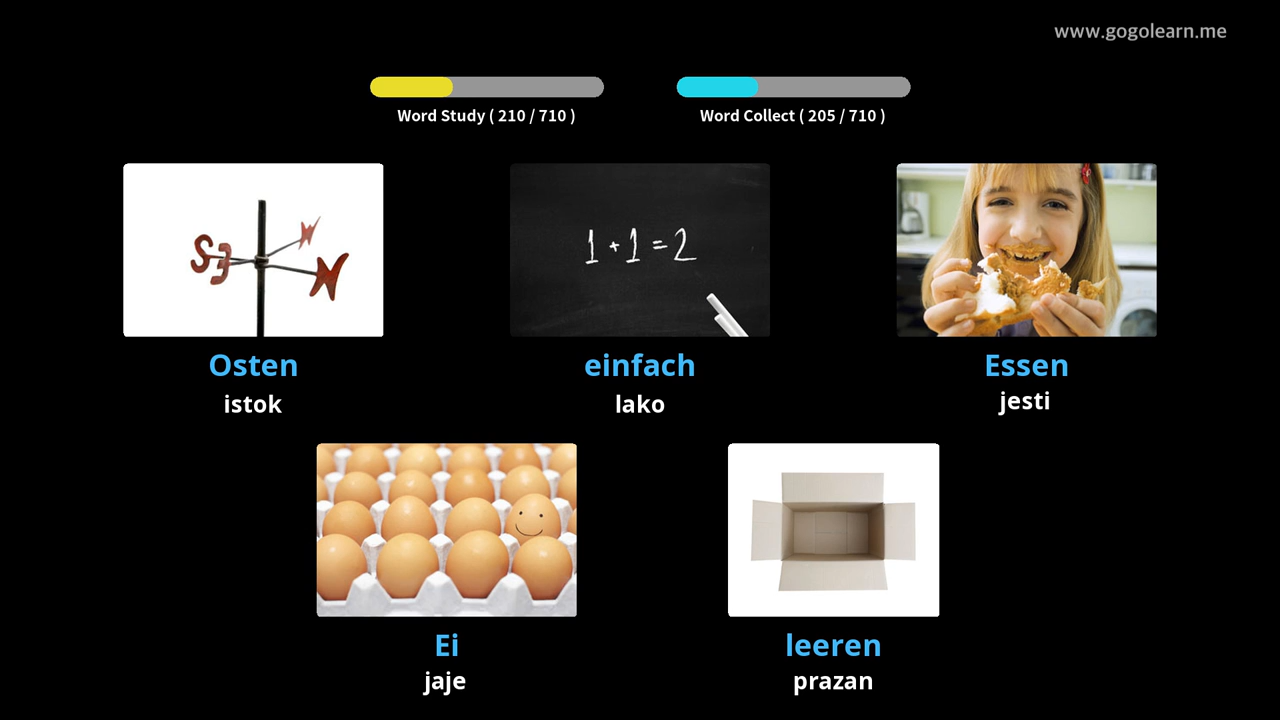 www.gogolearn.me
Word Study ( 210 / 710 )
Word Collect ( 205 / 710 )
S E N
1 + 1 = 2
Osten
einfach
Essen
istok
lako
jesti
Ei
leeren
jaje
prazan